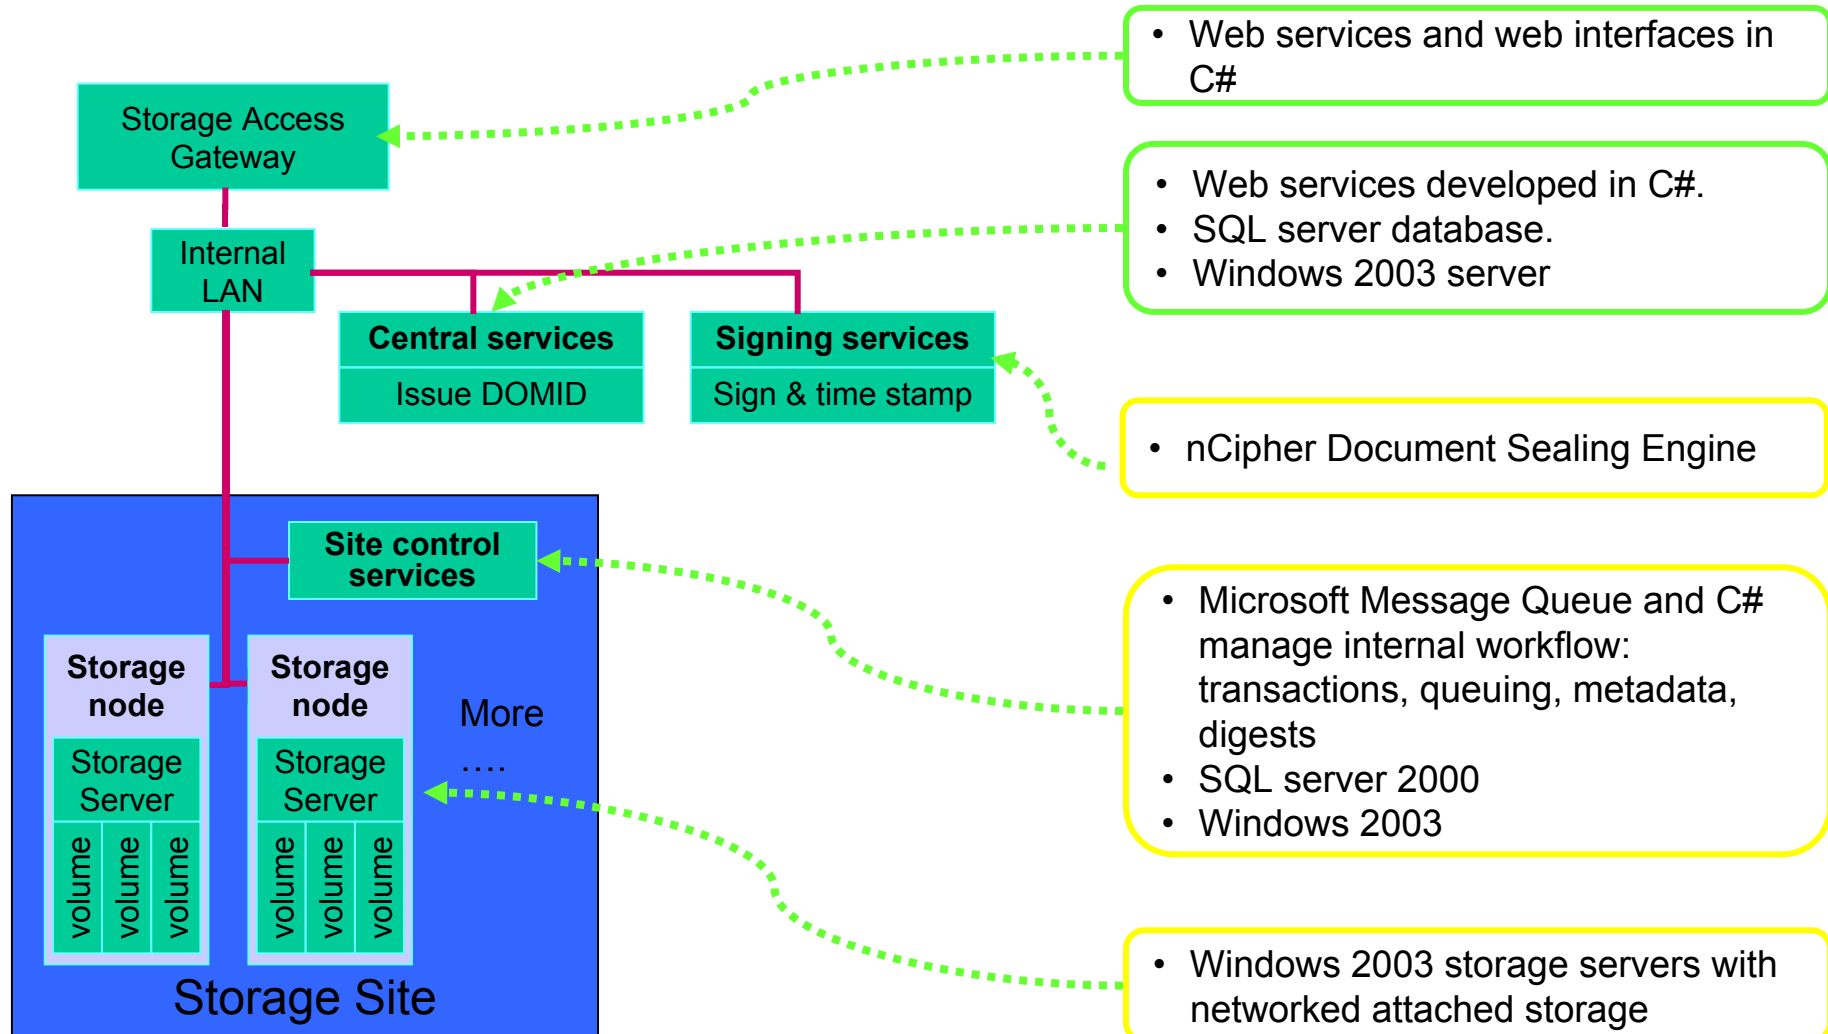 Storage Access
Gateway
Internal
LAN
Central services
Issue DOMID
Signing services
Sign & time stamp
Site control
services
Storage
node
Storage
Server
volume
volume
volume
Storage
node
Storage
Server
volume
volume
volume
More
....
Storage Site
• Web services and web interfaces in
C#
• Web services developed in C#.
• SQL server database.
• Windows 2003 server
• nCipher Document Sealing Engine
• Microsoft Message Queue and C#
manage internal workflow:
transactions, queuing, metadata,
digests
• SQL server 2000
• Windows 2003
• Windows 2003 storage servers with
networked attached storage